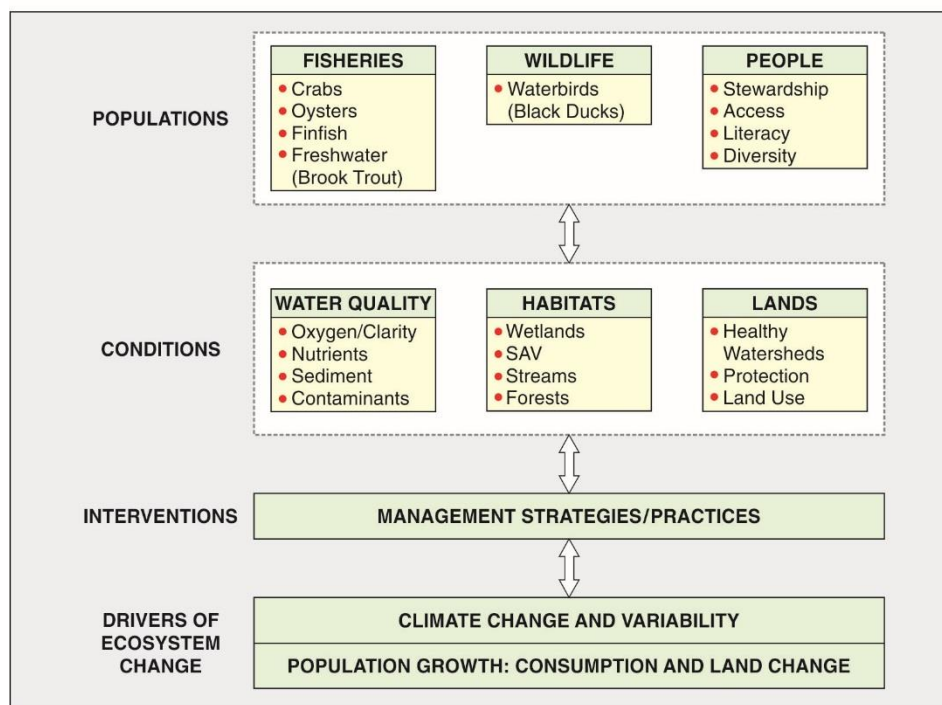 POPULATIONS
FISHERIES
Crabs
Oysters
Finfish
Freshwater
(Brook Trout)
WILDLIFE
Waterbirds
(Black Ducks)
PEOPLE
Stewardship
Access
Literacy
Diversity
CONDITIONS
WATER QUALITY
Oxygen/Clarity
Nutrients
Sediment
Contaminants
HABITATS
Wetlands
SAV
Streams
Forests
LANDS
Healthy
Watersheds
Protection
Land Use
INTERVENTIONS
MANAGEMENT STRATEGIES/PRACTICES
DRIVERS OF
ECOSYSTEM
CHANGE
CLIMATE CHANGE AND VARIABILITY
POPULATION GROWTH: CONSUMPTION AND LAND CHANGE